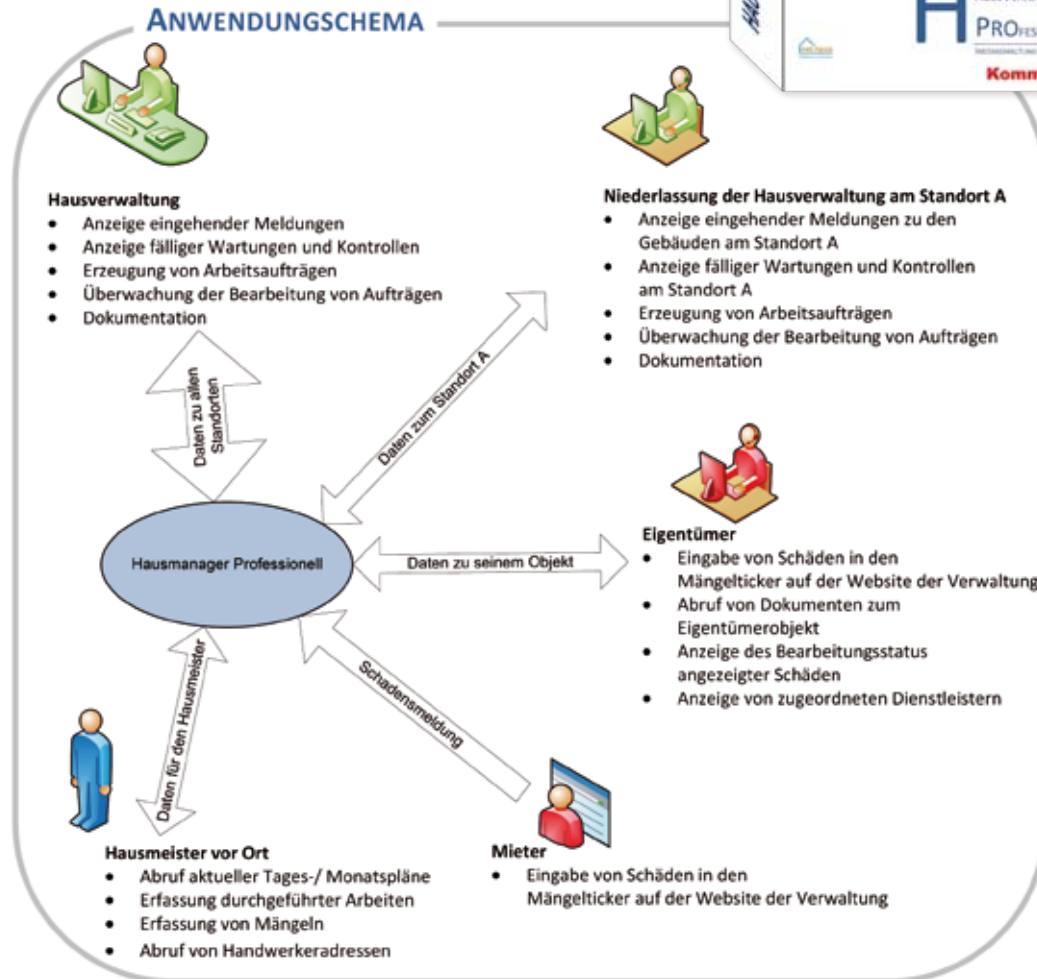 ANWENDUNGSCHEMA
H
PROFES
Komm
Hausverwaltung
• Anzeige eingehender Meldungen
• Anzeige fälliger Wartungen und Kontrollen
• Erzeugung von Arbeitsaufträgen
• Überwachung der Bearbeitung von Aufträgen
• Dokumentation
Niederlassung der Hausverwaltung am Standort A
• Anzeige eingehender Meldungen zu den
Gebäuden am Standort A
• Anzeige fälliger Wartungen und Kontrollen
am Standort A
• Erzeugung von Arbeitsaufträgen
• Überwachung der Bearbeitung von Aufträgen
• Dokumentation
Daten zu allen
Standorten
Daten zum Standort A
Hausmanager Professionell
Daten zu seinem Objekt
Eigentümer
• Eingabe von Schäden in den
Mängelticker auf der Website der Verwaltung
• Abruf von Dokumenten zum
Eigentümerobjekt
• Anzeige des Bearbeitungsstatus
angezeigter Schäden
• Anzeige von zugeordneten Dienstleistern
Daten für den Hausmeister
Schadensmeldung
Hausmeister vor Ort
• Abruf aktueller Tages-/ Monatspläne
• Erfassung durchgeführter Arbeiten
• Erfassung von Mängeln
• Abruf von Handwerkeradressen
Mieter
• Eingabe von Schäden in den
Mängelticker auf der Website der Verwaltung